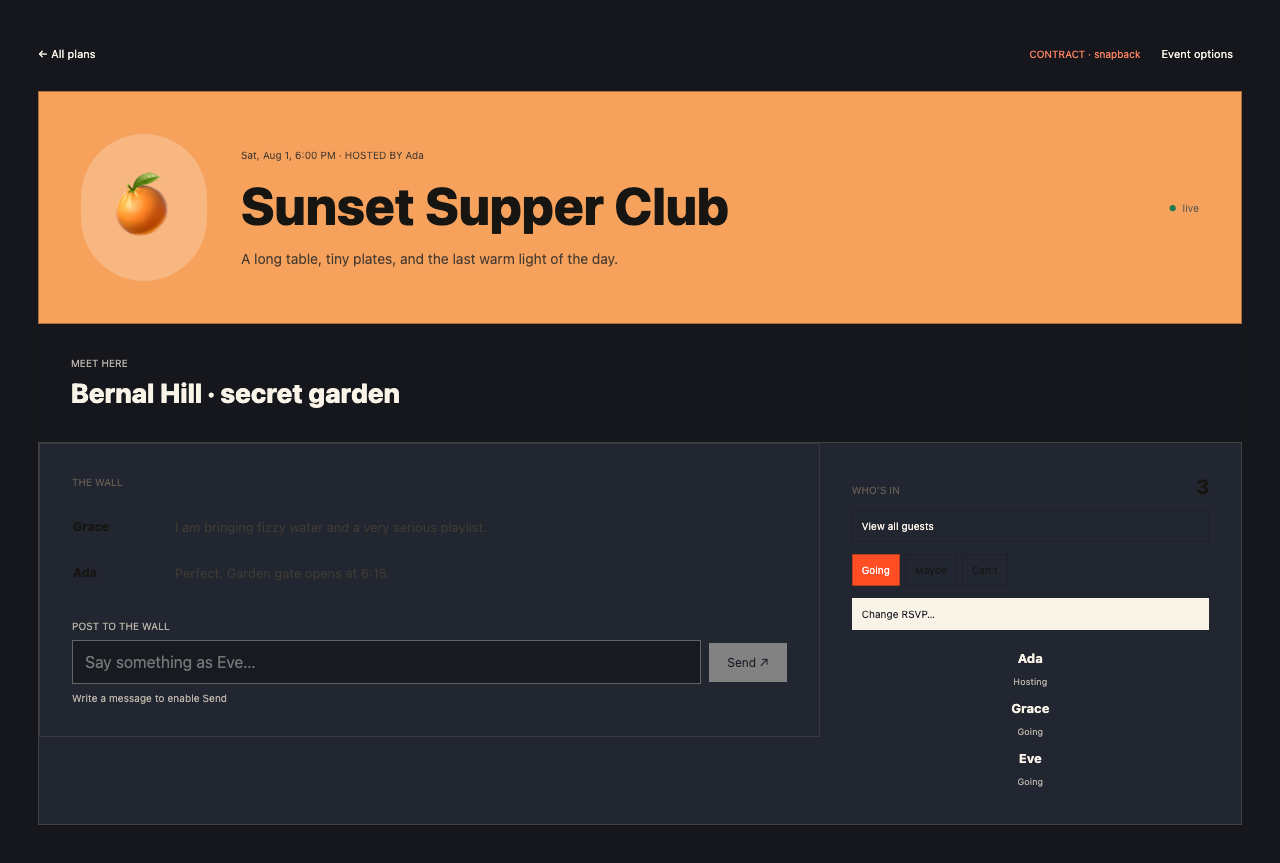 ← All plans
CONTRACT · snapback
Event options
Sat, Aug 1, 6:00 PM · HOSTED BY Ada
Sunset Supper Club
live
A long table, tiny plates, and the last warm light of the day.
MEET HERE
Bernal Hill · secret garden
THE WALL
Grace
I am bringing fizzy water and a very serious playlist.
Ada
Perfect. Garden gate opens at 6:15.
POST TO THE WALL
Say something as Eve...
Send ↗
Write a message to enable Send
WHO'S IN
3
View all guests
Going
Maybe
Can't
Change RSVP...
Ada
Hosting
Grace
Going
Eve
Going